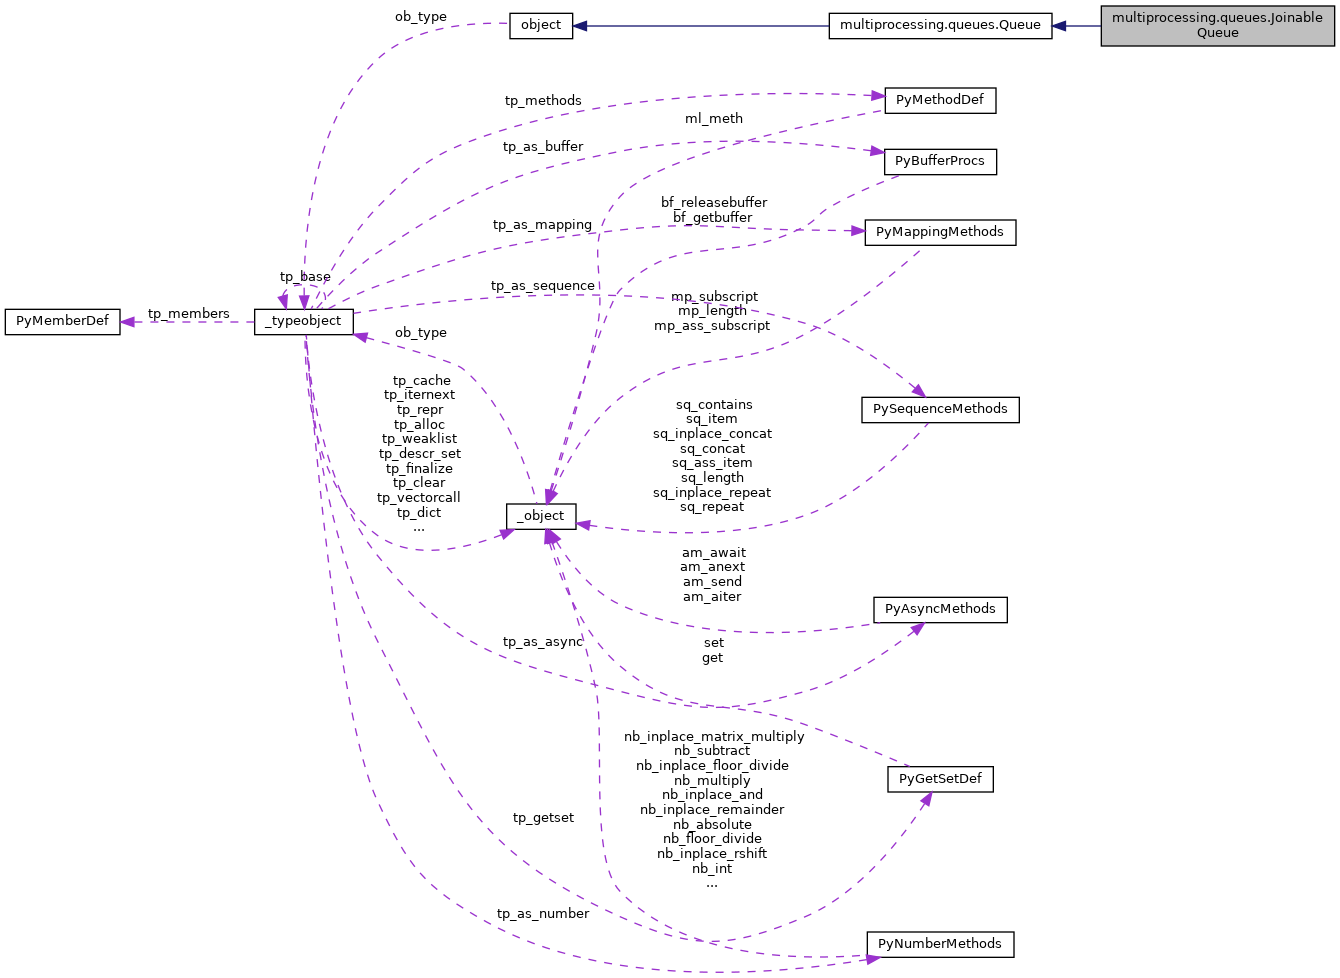 ob_type
object
multiprocessing.queues.Queue
multiprocessing.queues.Joinable
Queue
tp_methods
PyMethodDef
ml_meth
tp_as_buffer
PyBufferProcs
bf_releasebuffer
bf_getbuffer
tp_as_mapping
PyMappingMethods
tp_base
tp_as_sequence
mp_subscript
mp_length
mp_ass_subscript
PyMemberDef
tp_members
_typeobject
ob_type
tp_cache
tp_iternext
tp_repr
tp_alloc
tp_weaklist
tp_descr_set
tp_finalize
tp_clear
tp_vectorcall
tp_dict
...
sq_contains
sq_item
sq_inplace_concat
sq_concat
sq_ass_item
sq_length
sq_inplace_repeat
sq_repeat
PySequenceMethods
_object
am_await
am_anext
am_send
am_aiter
PyAsyncMethods
tp_as_async
set
get
nb_inplace_matrix_multiply
nb_subtract
nb_inplace_floor_divide
nb_multiply
nb_inplace_and
nb_inplace_remainder
nb_absolute
nb_floor_divide
nb_inplace_rshift
nb_int
...
PyGetSetDef
tp_getset
tp_as_number
PyNumberMethods